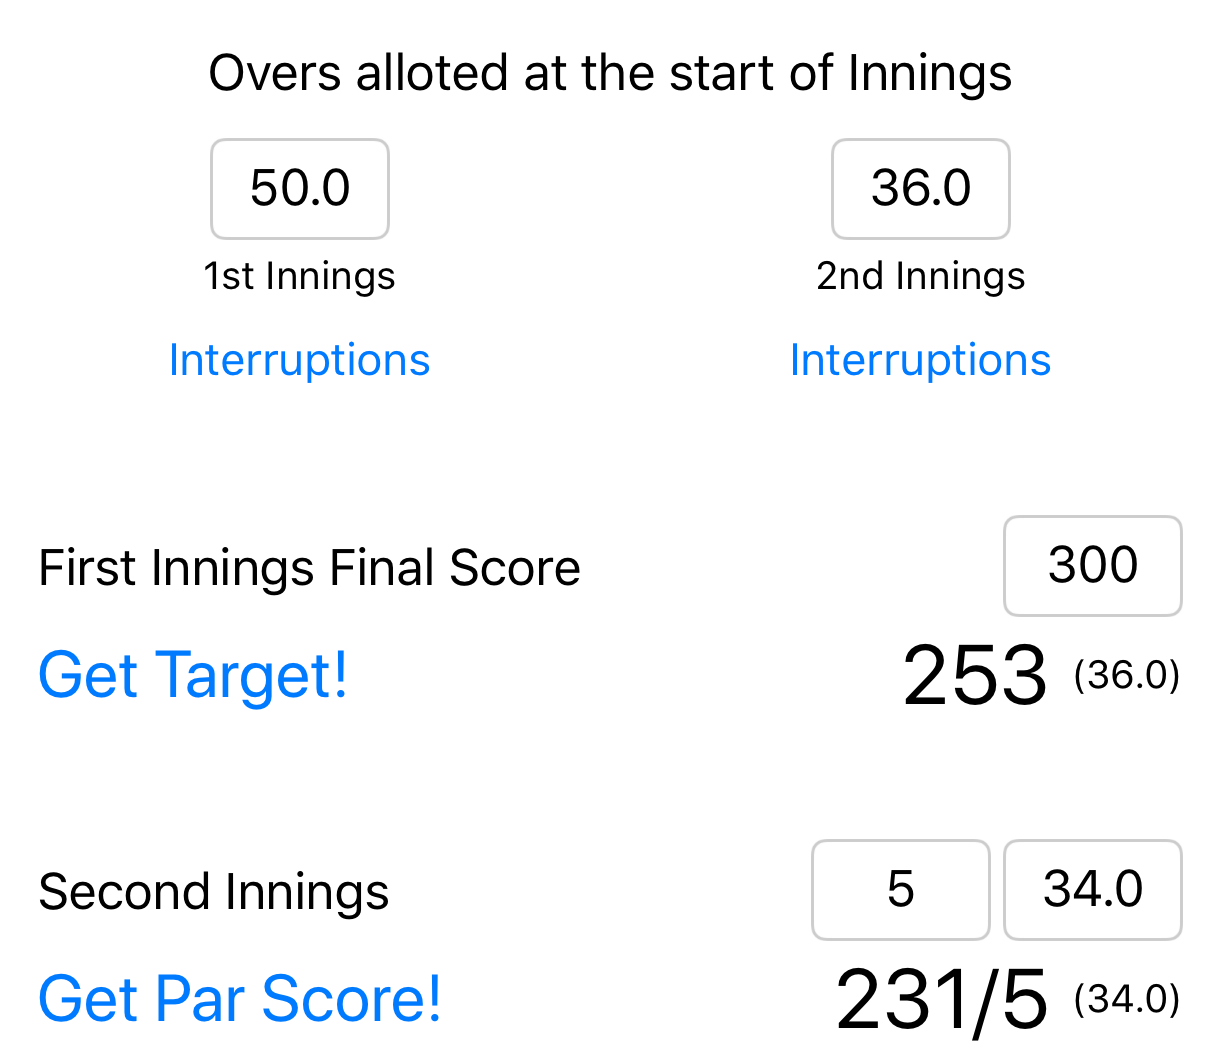 Overs alloted at the start of Innings
50.0 36.0
1st Innings 2nd Innings
Interruptions Interruptions
First Innings Final Score 300
Get Target! 253 (36.0)
Second Innings 5 34.0
Get Par Score! 231/5 (34.0)